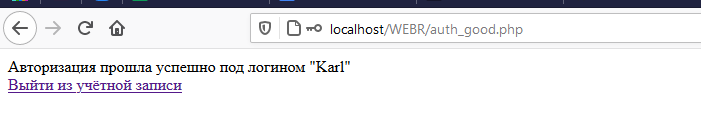 localhost/WEBR/auth_good.php
Авторизация прошла успешно под логином "Karl"
Выйти из учётной записи